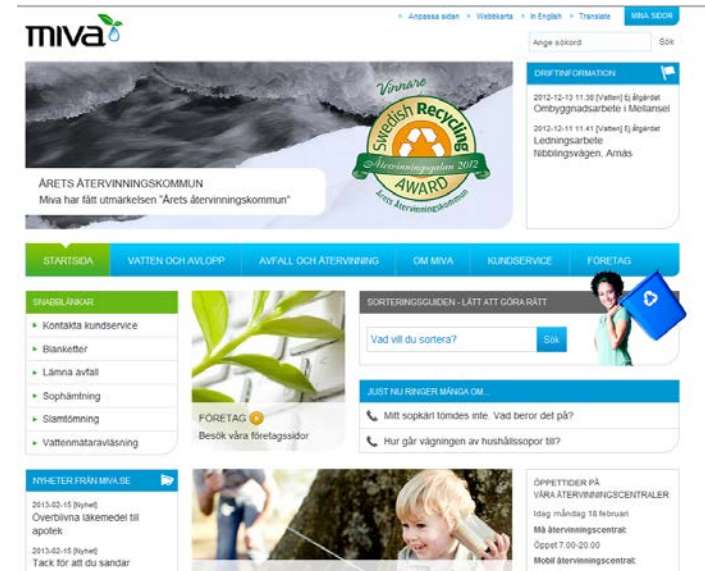 Anpassa sidan
Webbkarta
In English
Translate
MINA SIDOR
miva
Ange sökord
Sök
Vinnare
Swedish Recycling
Återvinningsgalan 2012
AWARD
Årets Återvinningskommun
ÅRETS ÅTERVINNINGSKOMMUN
Miva har fått utmärkelsen "Årets återvinningskommun"
DRIFTINFORMATION
2012-12-13 11.38 [Vatten] Ej åtgärdat
Ombyggnadsarbete i Mellansel
2012-12-11 11:41 [Vatten] Ej åtgärdat
Ledningsarbete
Nibblingsvägen, Arnäs
STARTSIDA
VATTEN OCH AVLOPP
AVFALL OCH ÅTERVINNING
OM MIVA
KUNDSERVICE
FÖRETAG
SNABBLÄNKAR
Kontakta kundservice
Blanketter
Lämna avfall
Sophämtning
Slamtömning
Vattenmätaravläsning
FÖRETAG
Besök våra företagssidor
SORTERINGSGUIDEN - LÄTT ATT GÖRA RÄTT
Vad vill du sortera?
Sök
JUST NU RINGER MÅNGA OM...
Mitt sopkärl tömdes inte. Vad beror det på?
Hur går vägningen av hushållssopor till?
NYHETER FRÅN MIVA.SE
2013-02-15 [Nyhet]
Överblivna läkemedel till
apotek
2013-02-15 [Nyhet]
Tack för att du sandar
ÖPPETTIDER PÅ
VÅRA ÅTERVINNINGSCENTRALER
Idag måndag 18 februari
Må återvinningscentral:
Öppet 7.00-20.00
Mobil återvinningscentral: